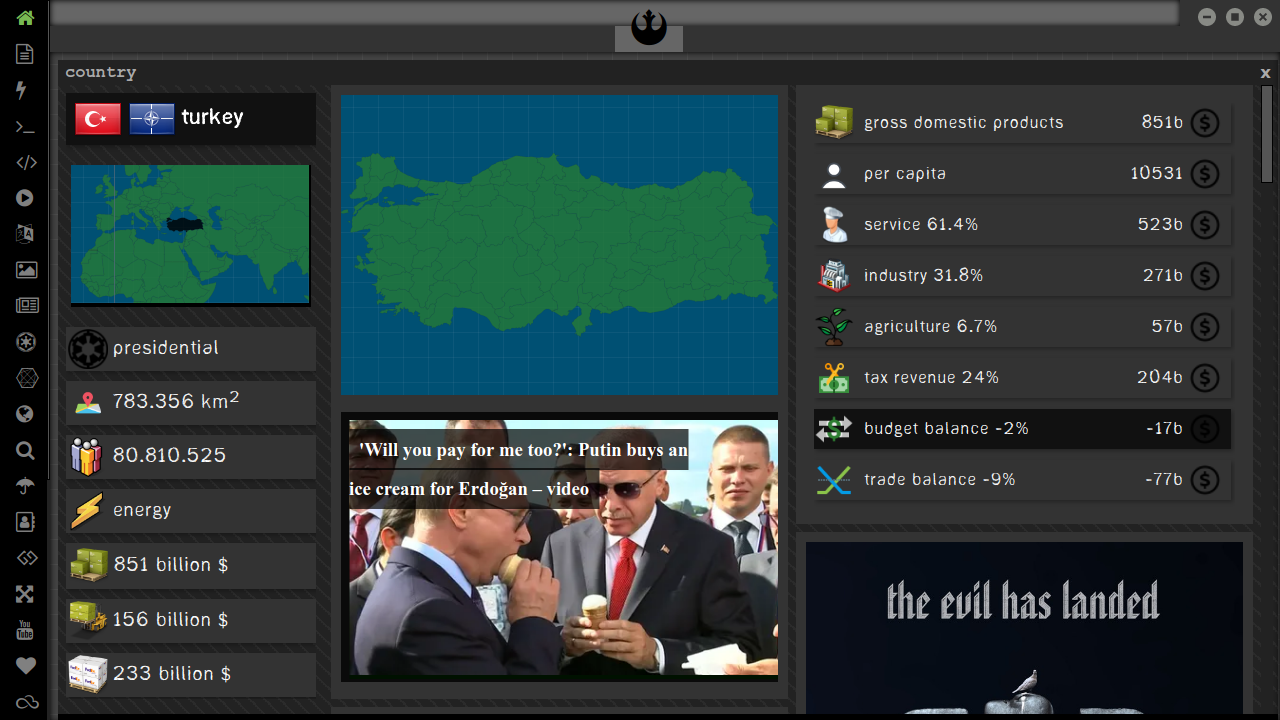 country
x
turkey
presidential
783.356 km²
80.810.525
energy
851 billion $
156 billion $
233 billion $
'Will you pay for me too?': Putin buys an
ice cream for Erdoğan – video
gross domestic products 851b
per capita 10531
service 61.4% 523b
industry 31.8% 271b
agriculture 6.7% 57b
tax revenue 24% 204b
budget balance -2% -17b
trade balance -9% -77b
the evil has landed
You
Tube